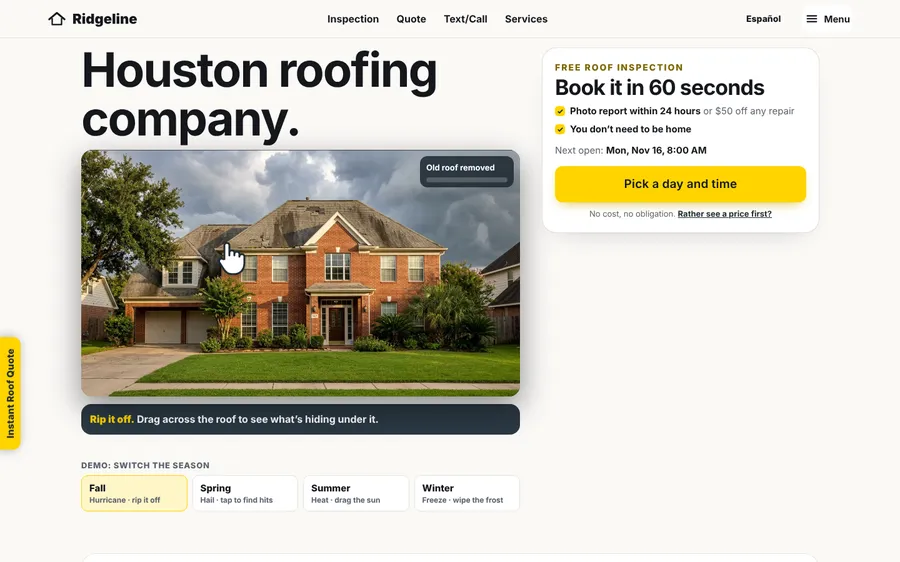 Ridgeline
Inspection
Quote
Text/Call
Services
Español
Menu
Houston roofing
company.
Old roof removed
Rip it off. Drag across the roof to see what's hiding under it.
DEMO: SWITCH THE SEASON
Fall
Hurricane · rip it off
Spring
Hail · tap to find hits
Summer
Heat · drag the sun
Winter
Freeze · wipe the frost
FREE ROOF INSPECTION
Book it in 60 seconds
Photo report within 24 hours or $50 off any repair
You don't need to be home
Next open: Mon, Nov 16, 8:00 AM
Pick a day and time
No cost, no obligation. Rather see a price first?
Instant Roof Quote